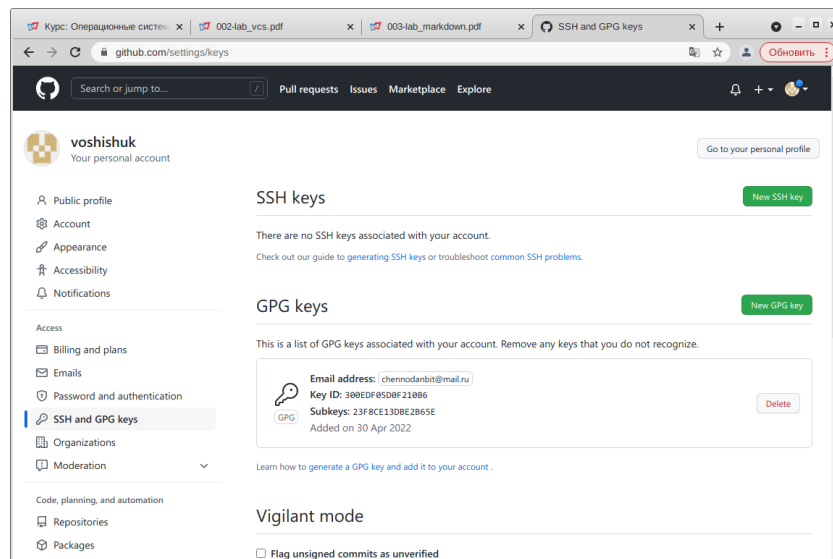 Курс: Операционные систем
002-lab_vcs.pdf
003-lab_markdown.pdf
SSH and GPG keys
github.com/settings/keys
Обновить
Search or jump to...
/
Pull requests
Issues
Marketplace
Explore
voshishuk
Your personal account
Go to your personal profile
Public profile
Account
Appearance
Accessibility
Notifications
Access
Billing and plans
Emails
Password and authentication
SSH and GPG keys
Organizations
Moderation
Code, planning, and automation
Repositories
Packages
SSH keys
New SSH key
There are no SSH keys associated with your account.
Check out our guide to generating SSH keys or troubleshoot common SSH problems.
GPG keys
New GPG key
This is a list of GPG keys associated with your account. Remove any keys that you do not recognize.
GPG
Email address: chennodanbit@mail.ru
Key ID: 300EDF05D0F210B6
Subkeys: 23F8CE13DBE2B65E
Added on 30 Apr 2022
Delete
Learn how to generate a GPG key and add it to your account .
Vigilant mode
Flag unsigned commits as unverified